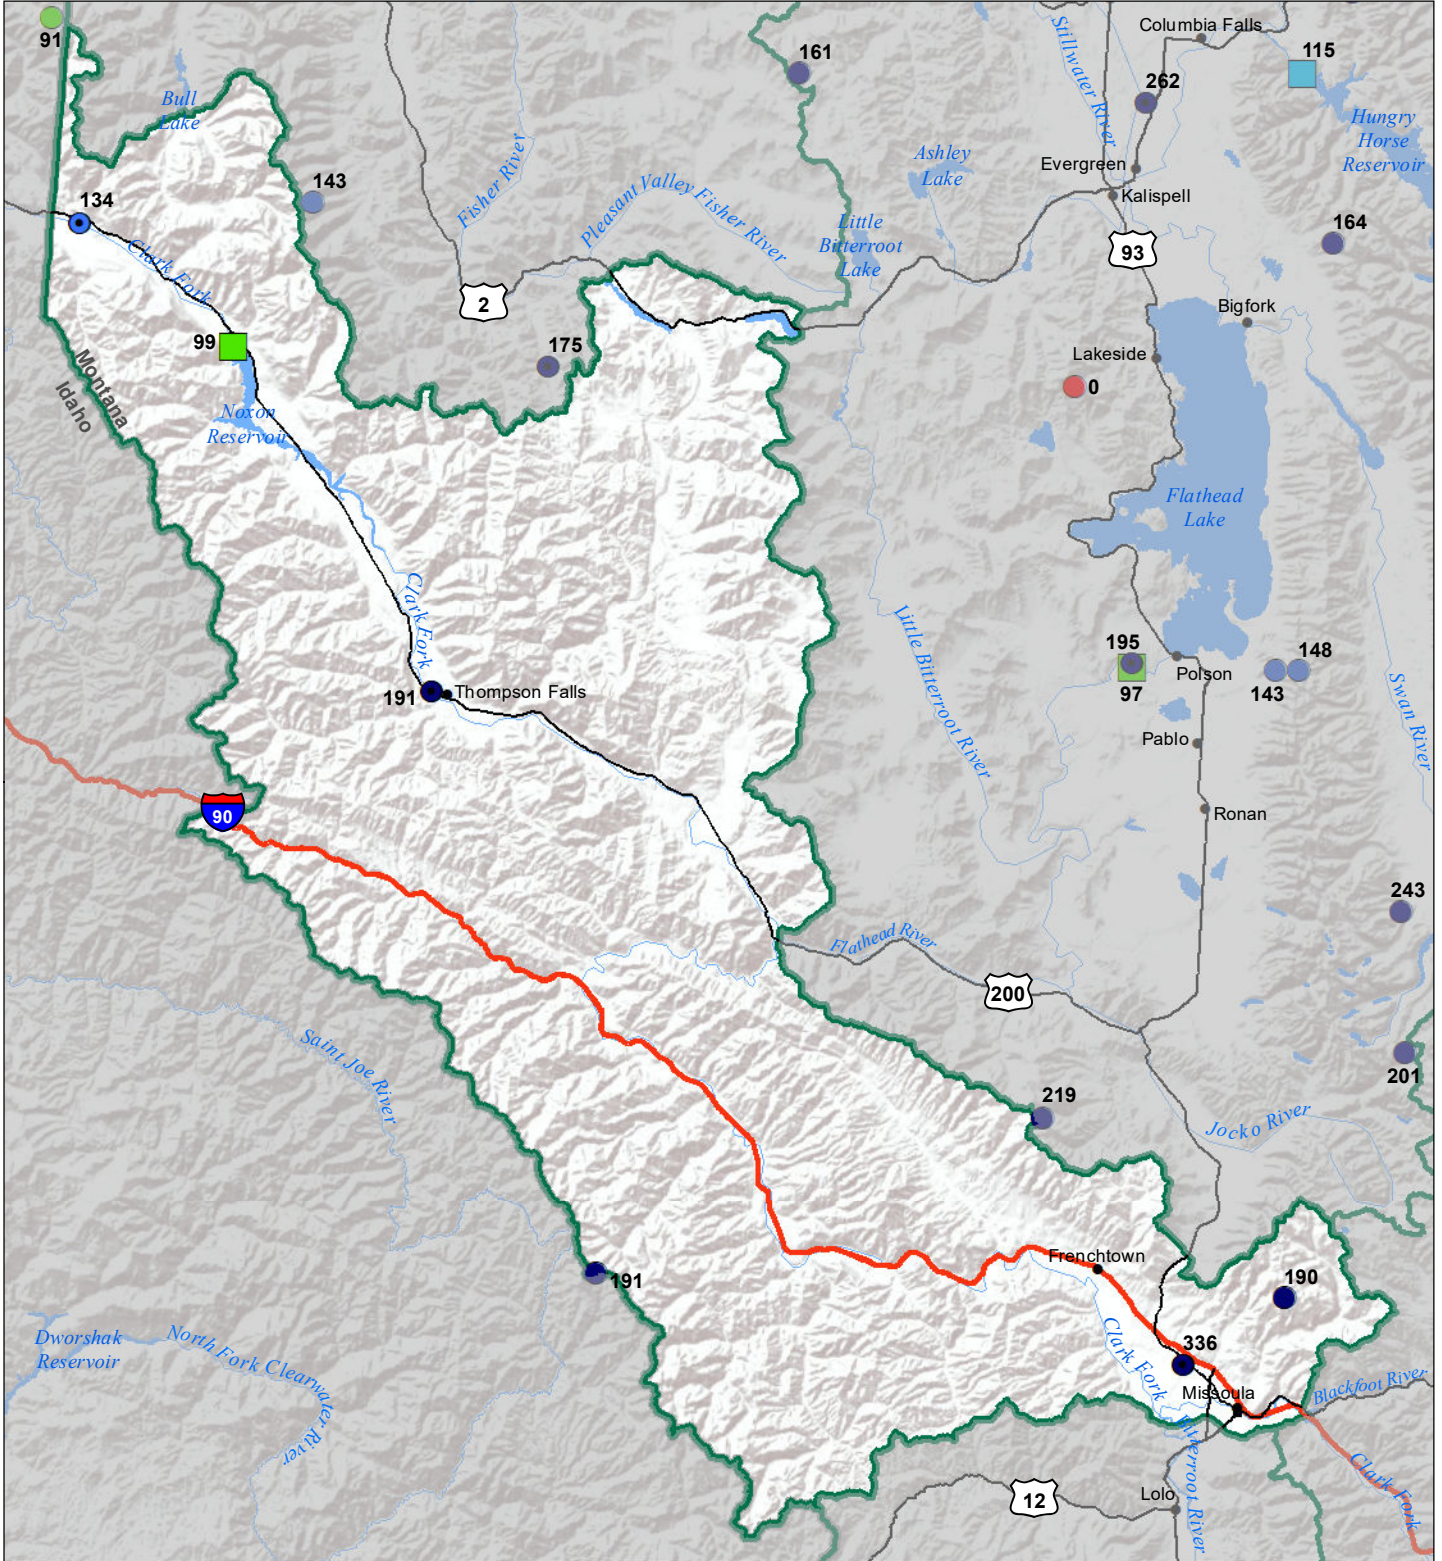 91
Bull
Lake
161
Stillwater River
Columbia Falls
115
262
Hungry
Horse
Reservoir
Ashley
Lake
Evergreen
Kalispell
Fisher River
143
134
Pleasant Valley Fisher River
Little
Bitterroot
Lake
164
93
Clark Fork
2
Bigfork
99
175
Lakeside
0
Montana
Idaho
Noxon
Reservoir
Flathead
Lake
Clark Fork
Little Bitterroot River
195
97
Polson
148
143
Swan River
191
Thompson Falls
Pablo
90
Ronan
243
Flathead River
200
Saint Joe River
201
219
Jocko River
Frenchtown
191
190
Dworshak
Reservoir
North Fork Clearwater River
Clark Fork
336
Missoula
Blackfoot River
Bitterroot River
Clark Fork
12
Lolo